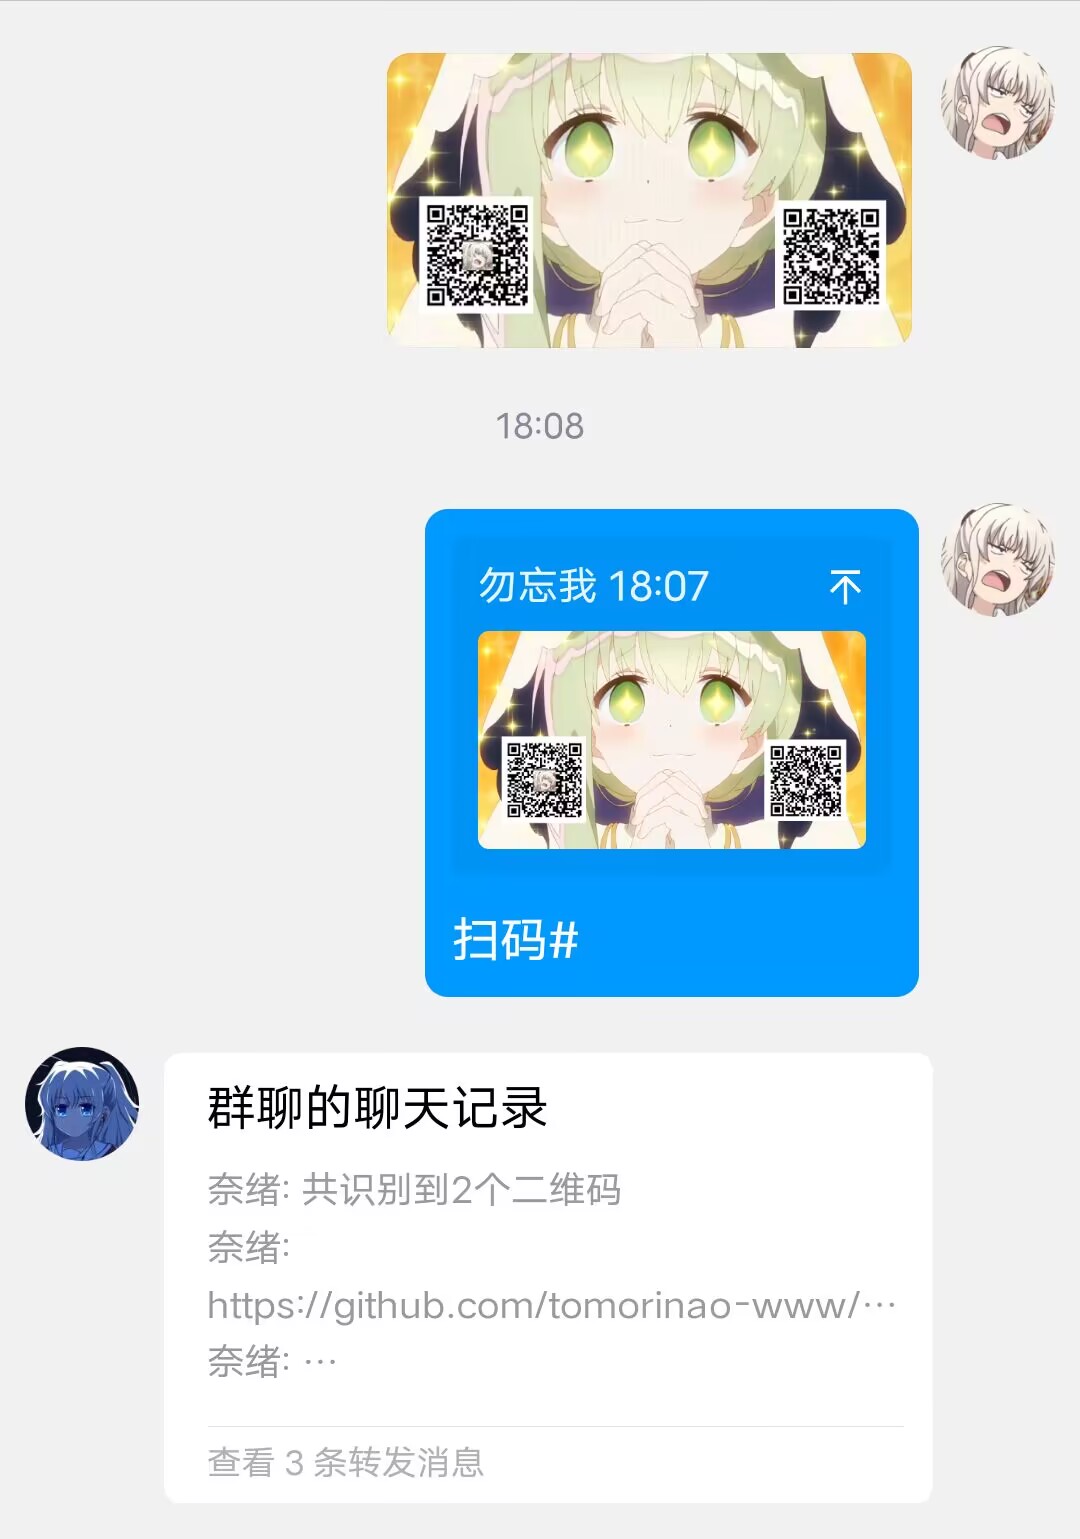 18:08
勿忘我 18:07
扫码#
群聊的聊天记录
奈绪: 共识别到2个二维码
奈绪:
https://github.com/tomorinao-www/…
奈绪: …
查看 3 条转发消息